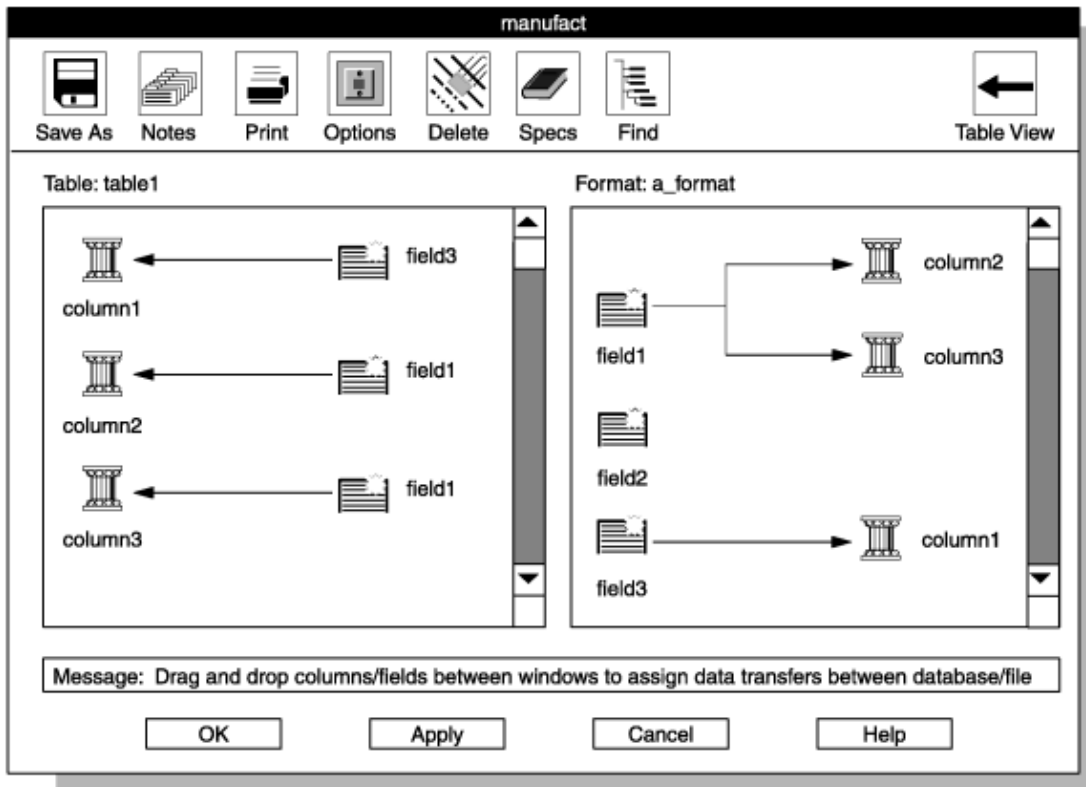 manufact
Save As
Notes
Print
Options
Delete
Specs
Find
Table View
Table: table1
Format: a_format
field3
column1
field1
column2
field1
column3
column2
field1
column3
field2
column1
field3
Message: Drag and drop columns/fields between windows to assign data transfers between database/file
OK
Apply
Cancel
Help